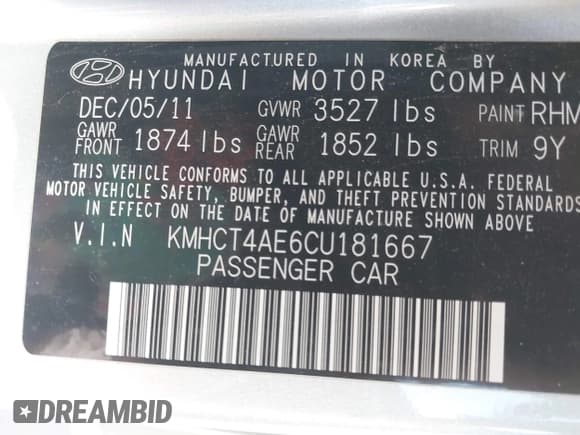 MANUFACTURED IN KOREA BY
HYUNDAI MOTOR COMPANY
DEC/05/11 GVWR 3527 lbs PAINT RHM
GAWR FRONT 1874 lbs GAWR REAR 1852 lbs TRIM 9Y
THIS VEHICLE CONFORMS TO ALL APPLICABLE U.S.A. FEDERAL
MOTOR VEHICLE SAFETY, BUMPER, AND THEFT PREVENTION STANDARDS
IN EFFECT ON THE DATE OF MANUFACTURE SHOWN ABOVE.
V.I.N KMHCT4AE6CU181667
PASSENGER CAR
DREAMBID